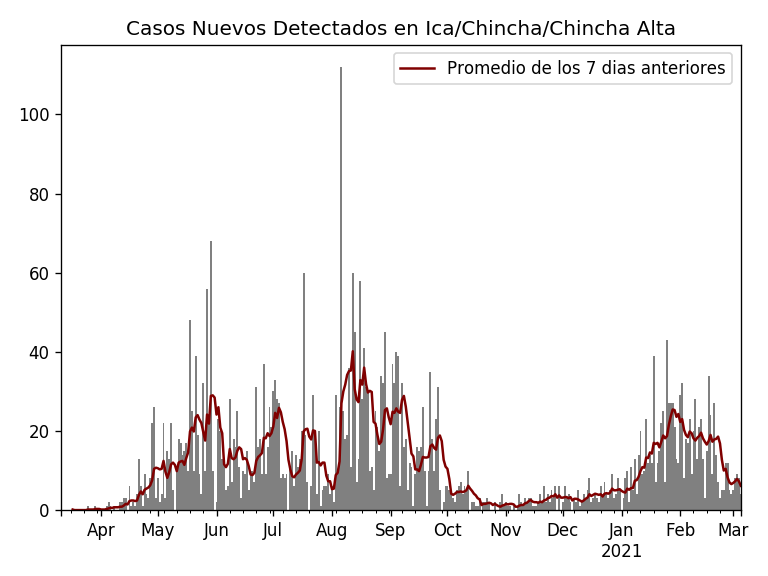 Casos Nuevos Detectados en Ica/Chincha/Chincha Alta
Promedio de los 7 dias anteriores
100
80
60
40
20
0
Apr May Jun Jul Aug Sep Oct Nov Dec Jan Feb Mar
2021